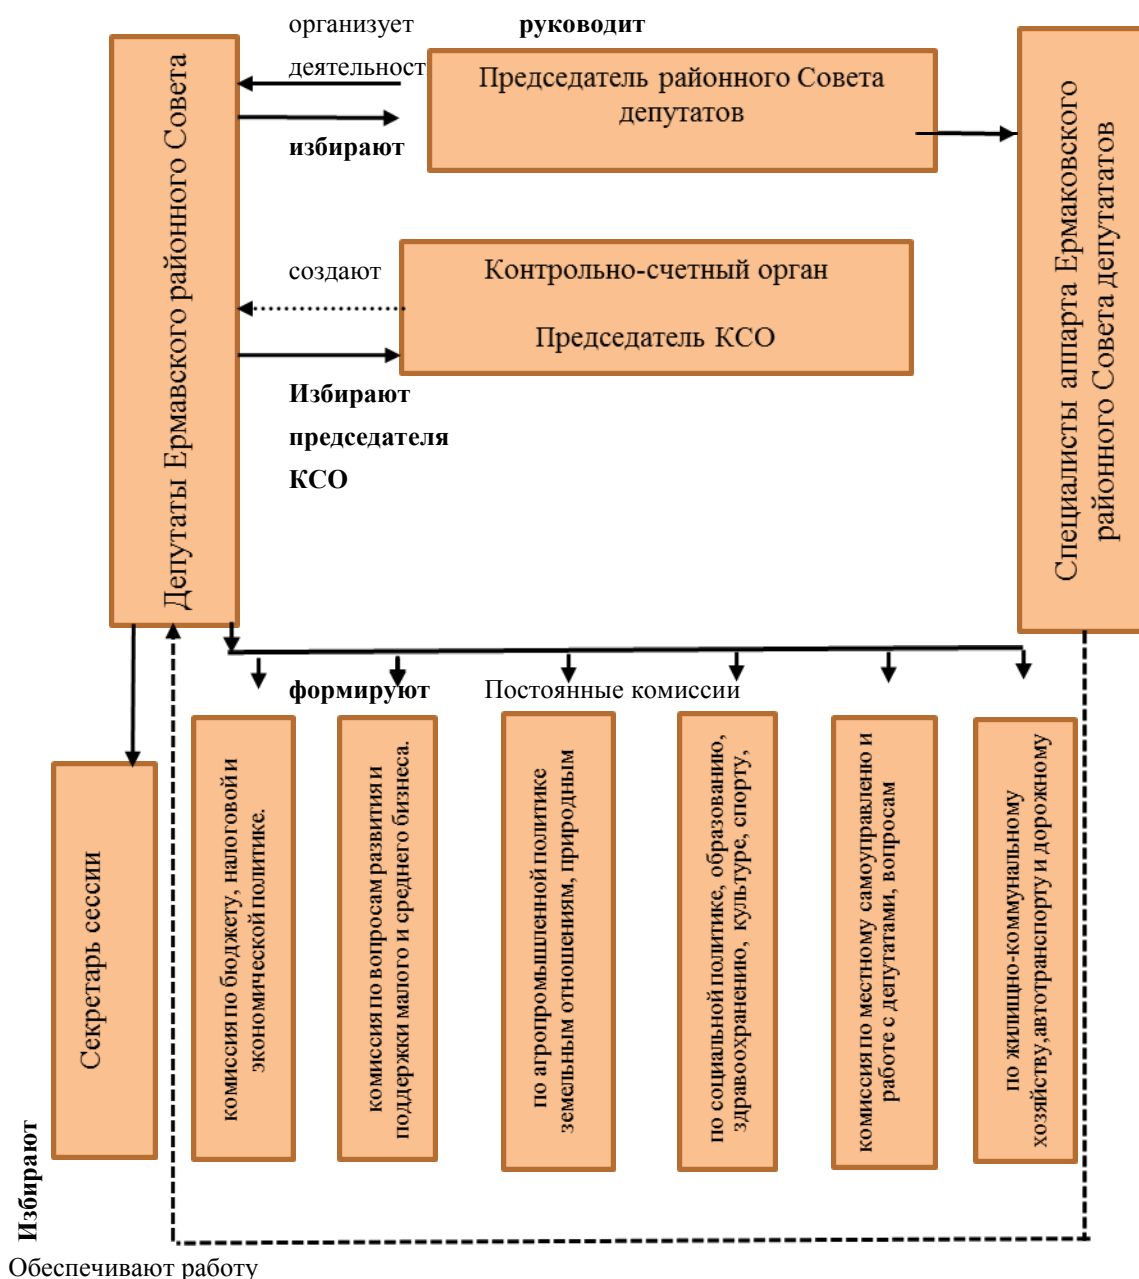 организует
руководит
деятельност
Председатель районного Совета
депутатов
избирают
Депутаты Ермавского районного Совета
Специалисты аппарта Ермаковского
районного Совета депутататов
создают
Контрольно-счетный орган
Председатель КСО
Избирают
председателя
КСО
формируют
Постоянные комиссии
Секретарь сессии
комиссия по бюджету, налоговой и
экономической политике.
комиссия по вопросам развития и
поддержки малого и среднего бизнеса.
по агропромышленной политике
земельным отношениям, природным
по социальной политике, образованию,
здравоохранению, культуре, спорту,
комиссия по местному самоуправленю и
работе с депутатами, вопросам
по жилищно-коммунальному
хозяйству,автотранспорту и дорожному
Избирают
Обеспечивают работу